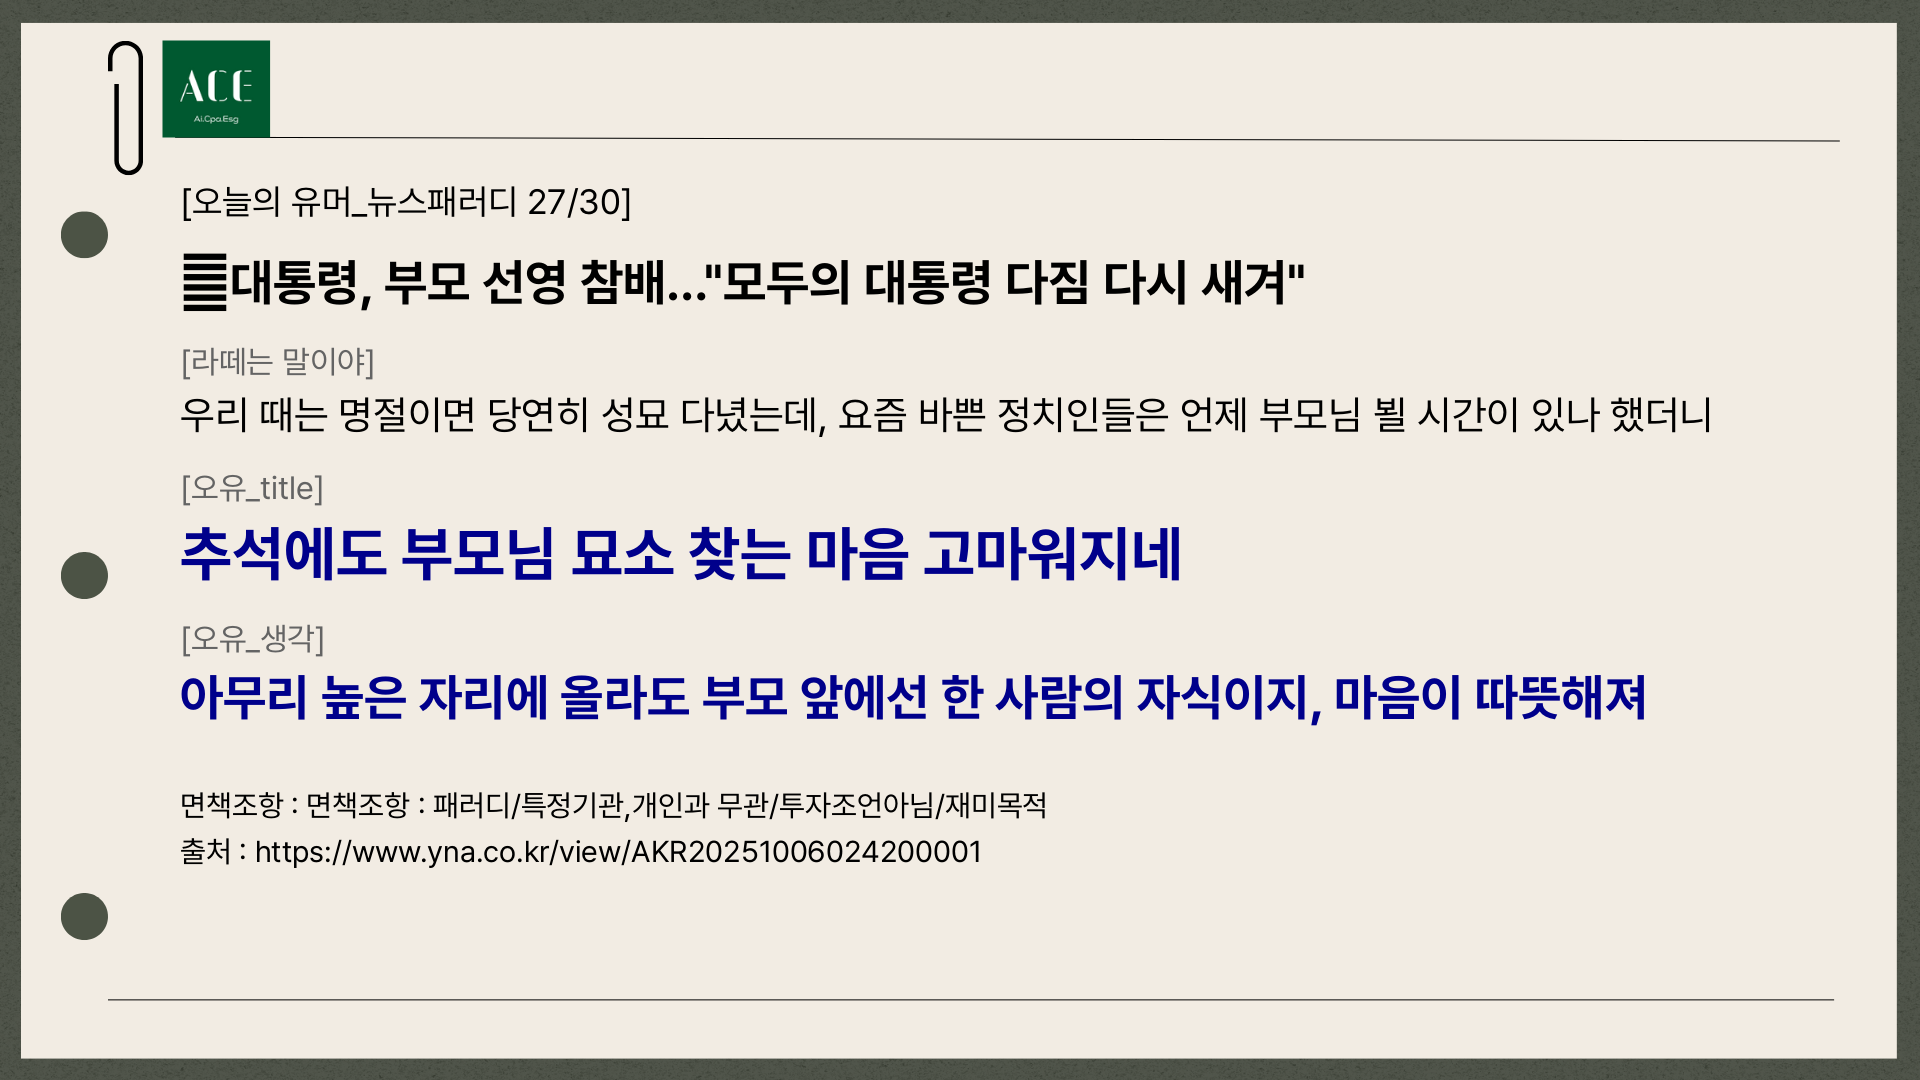 ACE
Ai.Cpa.Esg
[오늘의 유머_뉴스패러디 27/30]
대통령, 부모 선영 참배..."모두의 대통령 다짐 다시 새겨"
[라떼는 말이야]
우리 때는 명절이면 당연히 성묘 다녔는데, 요즘 바쁜 정치인들은 언제 부모님 뵐 시간이 있나 했더니
[오유_title]
추석에도 부모님 묘소 찾는 마음 고마워지네
[오유_생각]
아무리 높은 자리에 올라도 부모 앞에선 한 사람의 자식이지, 마음이 따뜻해져
면책조항 : 면책조항 : 패러디/특정기관,개인과 무관/투자조언아님/재미목적
출처 : https://www.yna.co.kr/view/AKR20251006024200001